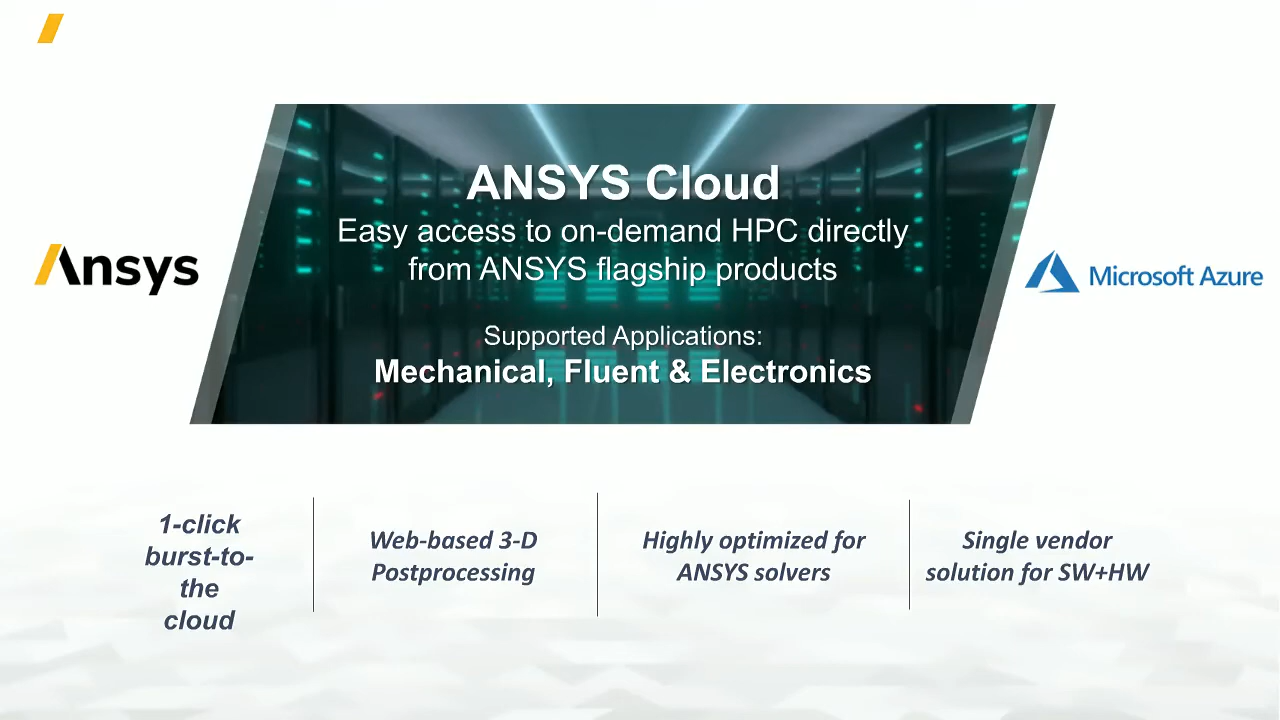 ANSYS Cloud
Easy access to on-demand HPC directly
from ANSYS flagship products
Ansys
Microsoft Azure
Supported Applications:
Mechanical, Fluent & Electronics
1-click
burst-to-
the
cloud
Web-based 3-D
Postprocessing
Highly optimized for
ANSYS solvers
Single vendor
solution for SW+HW